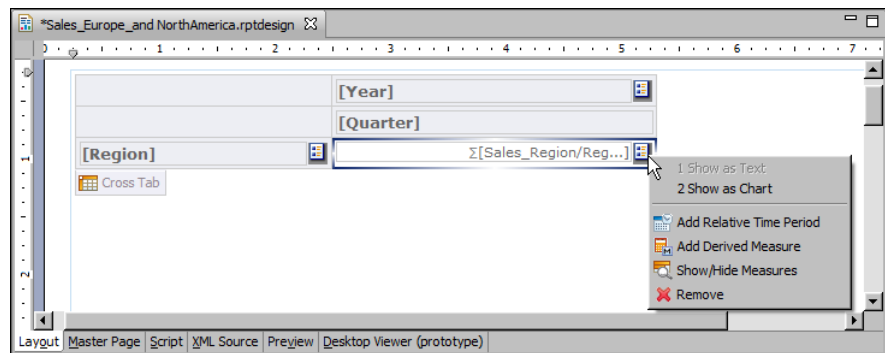 *Sales_Europe_and NorthAmerica.rptdesign
1 2 3 4 5 6 7
[Year]
[Quarter]
[Region] Σ[Sales_Region/Reg...]
Cross Tab
1 Show as Text
2 Show as Chart
Add Relative Time Period
Add Derived Measure
Show/Hide Measures
Remove
1
2
Layout Master Page Script XML Source Preview Desktop Viewer (prototype)